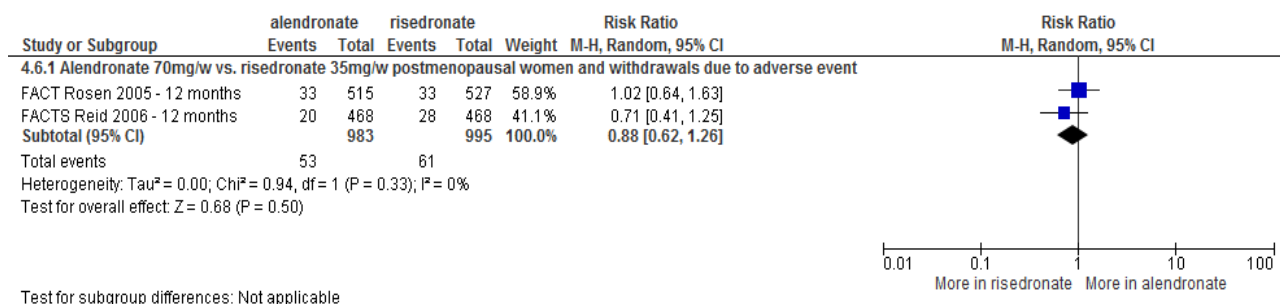 alendronate risedronate Risk Ratio Risk Ratio
Study or Subgroup Events Total Events Total Weight M-H, Random, 95% CI M-H, Random, 95% CI
4.6.1 Alendronate 70mg/w vs. risedronate 35mg/w postmenopausal women and withdrawals due to adverse event
FACT Rosen 2005 - 12 months 33 515 33 527 58.9% 1.02 [0.64, 1.63]
FACTS Reid 2006 - 12 months 20 468 28 468 41.1% 0.71 [0.41, 1.25]
Subtotal (95% CI) 983 995 100.0% 0.88 [0.62, 1.26]
Total events 53 61
Heterogeneity: Tau² = 0.00; Chi² = 0.94, df = 1 (P = 0.33); I² = 0%
Test for overall effect: Z = 0.68 (P = 0.50)
0.01 0.1 1 10 100
More in risedronate More in alendronate
Test for subgroup differences: Not applicable